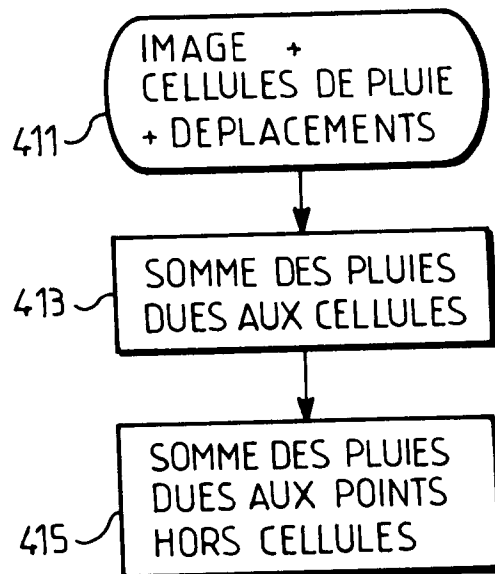 IMAGE +
CELLULES DE PLUIE
+ DEPLACEMENTS
411
SOMME DES PLUIES
DUES AUX CELLULES
413
SOMME DES PLUIES
DUES AUX POINTS
HORS CELLULES
415